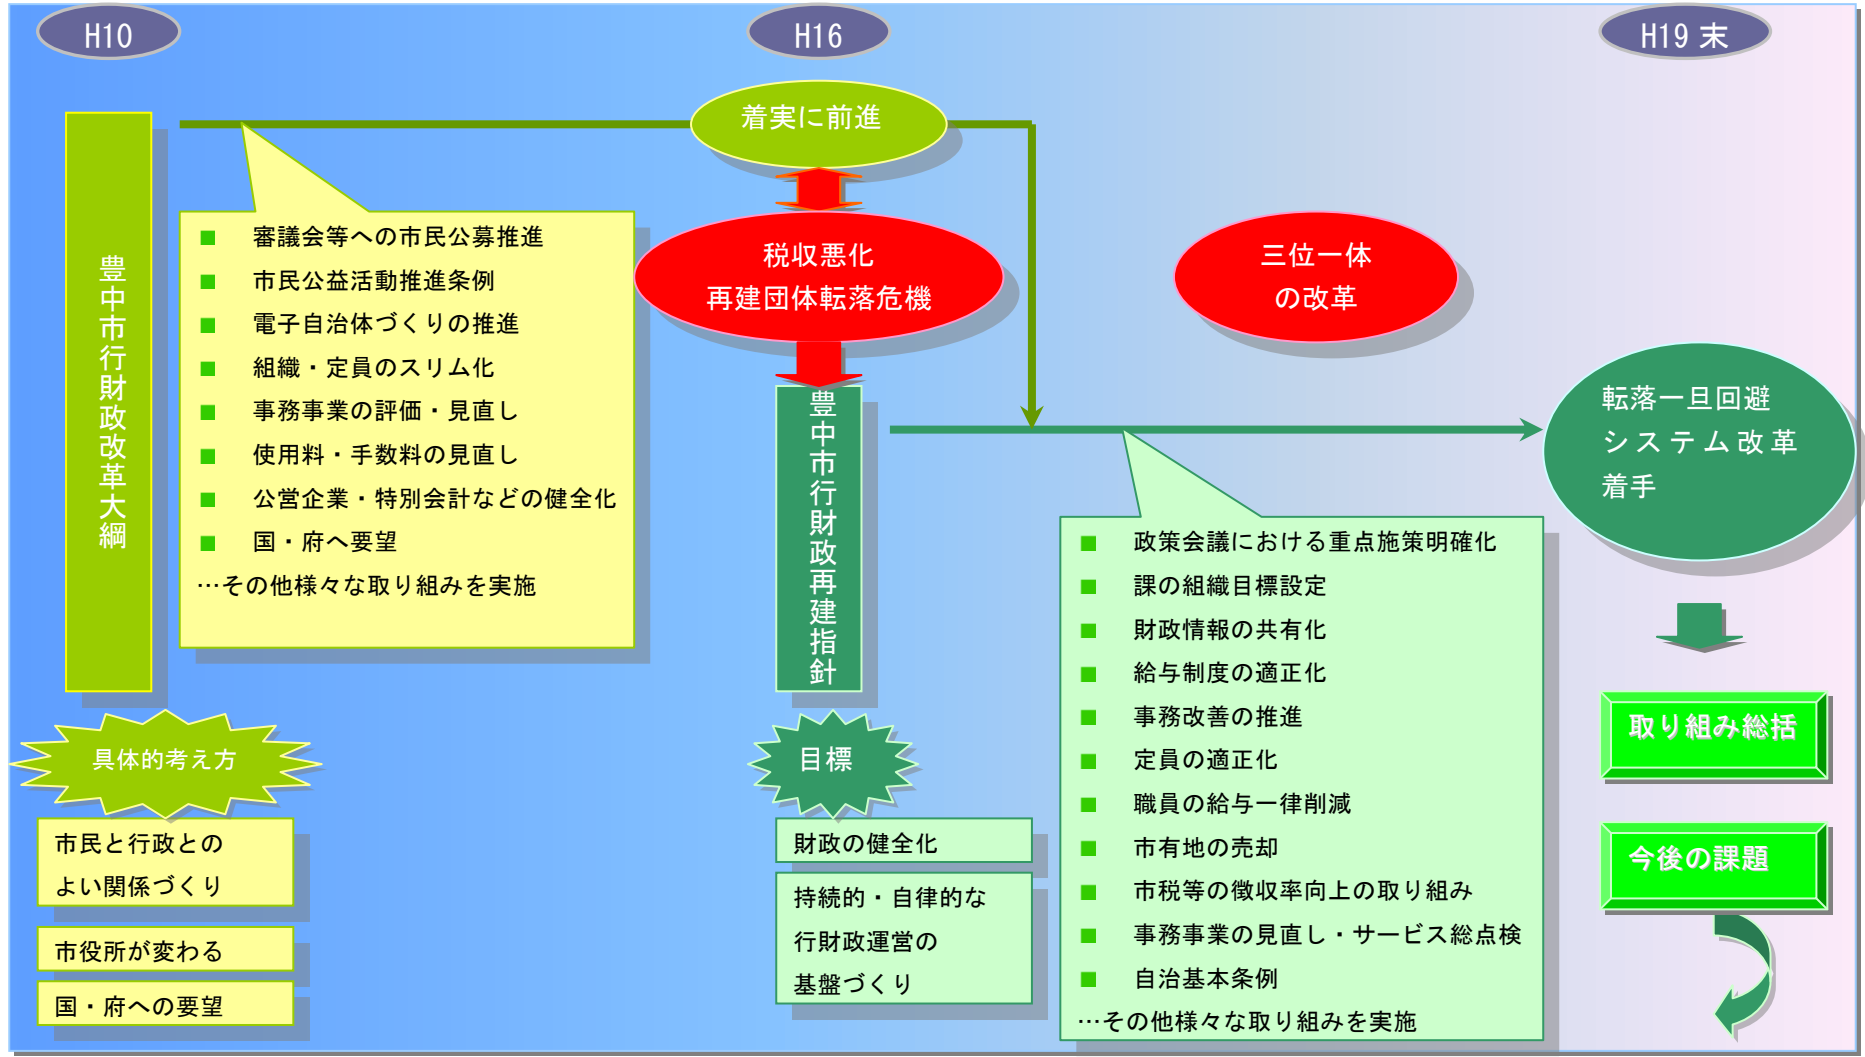 H10
H16
H19 末
着実に前進
豊中市行財政改革大綱
■ 審議会等への市民公募推進
■ 市民公益活動推進条例
■ 電子自治体づくりの推進
■ 組織・定員のスリム化
■ 事務事業の評価・見直し
■ 使用料・手数料の見直し
■ 公営企業・特別会計などの健全化
■ 国・府へ要望
…その他様々な取り組みを実施
税収悪化
再建団体転落危機
三位一体
の改革
豊中市行財政再建指針
転落一旦回避
システム改革
着手
■ 政策会議における重点施策明確化
■ 課の組織目標設定
■ 財政情報の共有化
■ 給与制度の適正化
■ 事務改善の推進
■ 定員の適正化
■ 職員の給与一律削減
■ 市有地の売却
■ 市税等の徴収率向上の取り組み
■ 事務事業の見直し・サービス総点検
■ 自治基本条例
…その他様々な取り組みを実施
具体的考え方
市民と行政との
よい関係づくり
市役所が変わる
国・府への要望
目標
財政の健全化
持続的・自律的な
行財政運営の
基盤づくり
取り組み総括
今後の課題